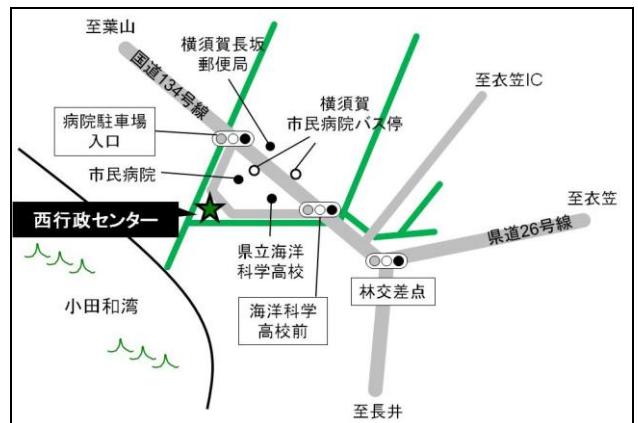 至葉山
国道134号線
横須賀長坂
郵便局
至衣笠IC
横須賀
市民病院バス停
病院駐車場
入口
市民病院
至衣笠
西行政センター
県道26号線
県立海洋
科学高校
小田和湾
海洋科学
高校前
林交差点
至長井